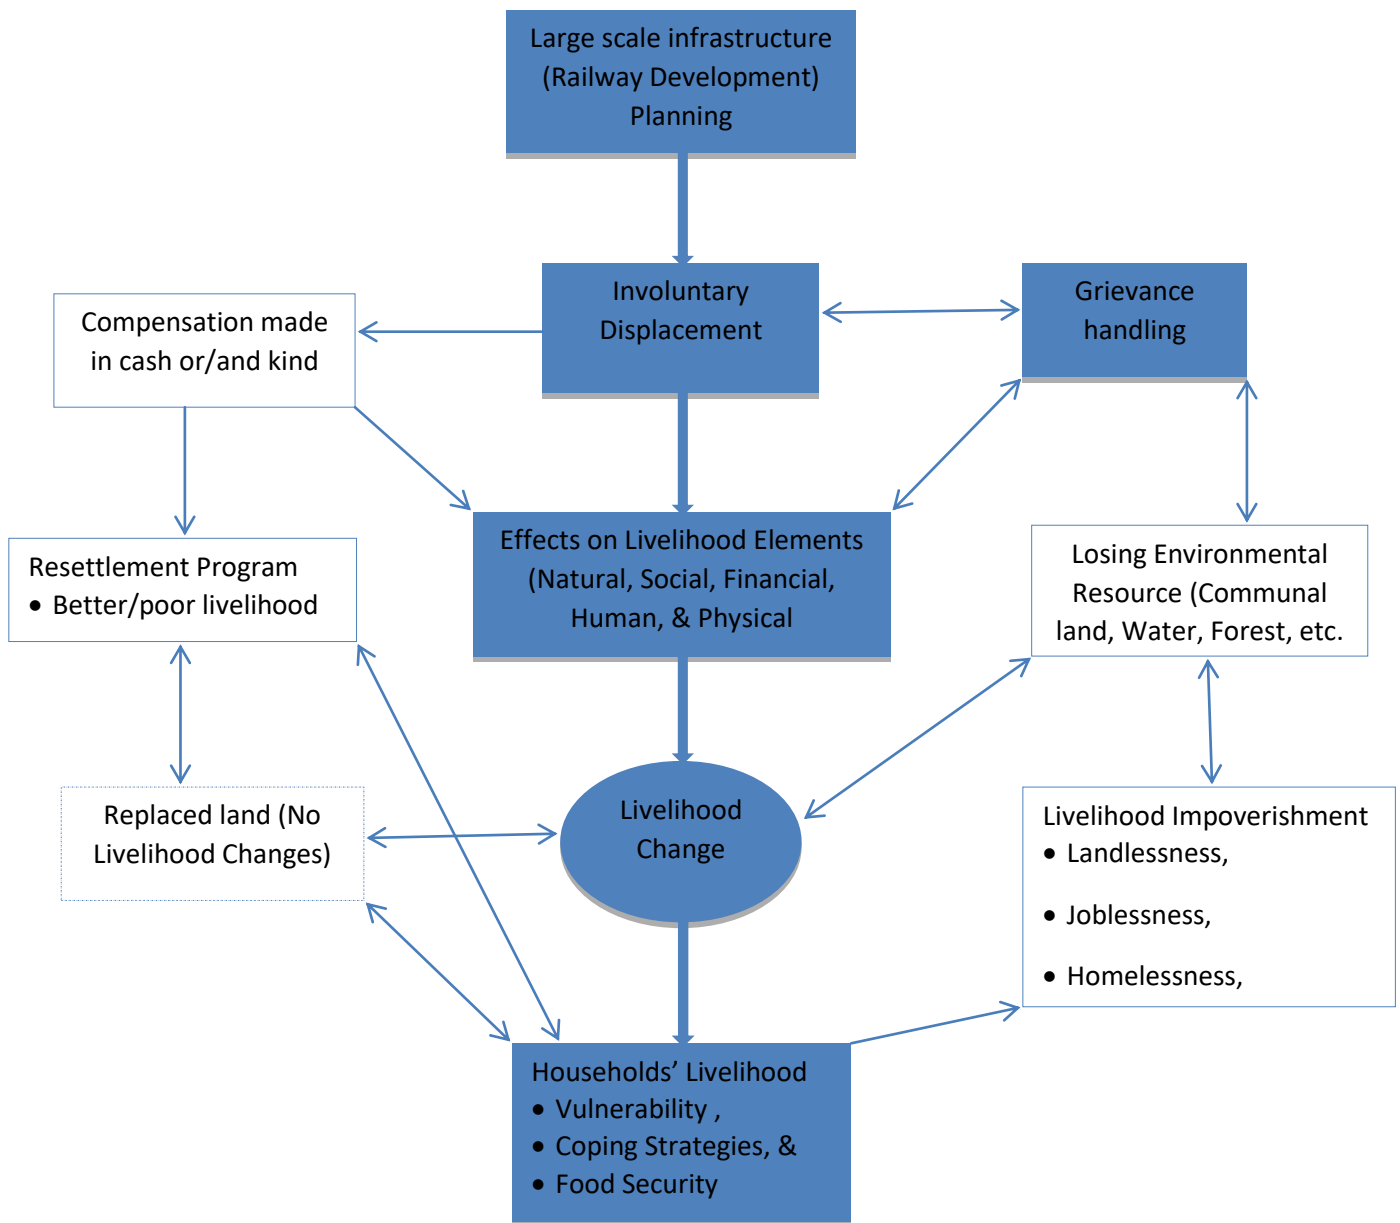 Large scale infrastructure
(Railway Development)
Planning
Involuntary
Displacement
Grievance
handling
Compensation made
in cash or/and kind
Effects on Livelihood Elements
(Natural, Social, Financial,
Human, & Physical
Losing Environmental
Resource (Communal
land, Water, Forest, etc.
Resettlement Program
• Better/poor livelihood
Replaced land (No
Livelihood Changes)
Livelihood
Change
Livelihood Impoverishment
• Landlessness,
• Joblessness,
• Homelessness,
Households’ Livelihood
• Vulnerability ,
• Coping Strategies, &
• Food Security